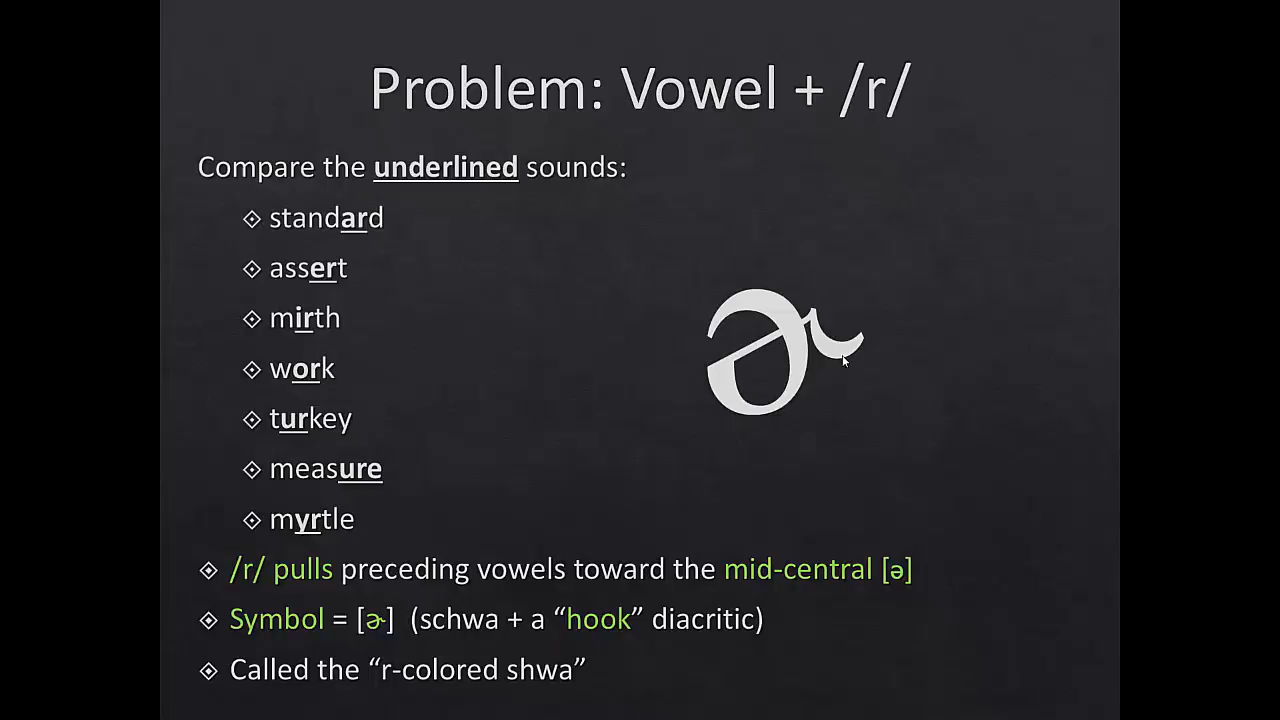 Problem: Vowel + /r/
Compare the underlined sounds:
standard
assert
mirth
work
turkey
measure
myrtle
ɚ
/r/ pulls preceding vowels toward the mid-central [ə]
Symbol = [ɚ] (schwa + a “hook” diacritic)
Called the “r-colored shwa”